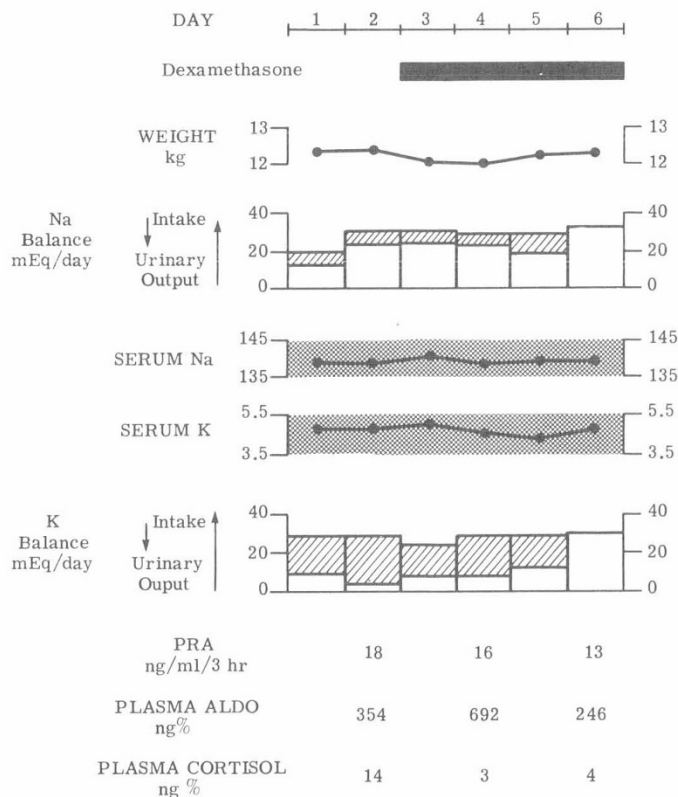 DAY 1 2 3 4 5 6
Dexamethasone
WEIGHT
kg
13
12
13
12
Na
Balance
mEq/day
Intake
Urinary
Output
40
20
0
40
20
0
SERUM Na
145
135
145
135
SERUM K
5.5
3.5
5.5
3.5
K
Balance
mEq/day
Intake
Urinary
Ouput
40
20
0
40
20
0
PRA
ng/ml/3 hr
18 16 13
PLASMA ALDO
ng%
354 692 246
PLASMA CORTISOL
ng %
14 3 4